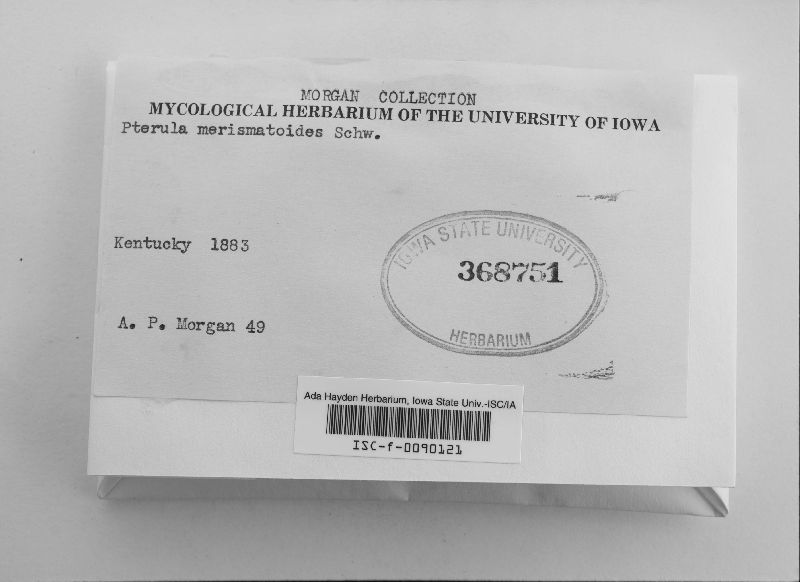 MORGAN COLLECTION
MYCOLOGICAL HERBARIUM OF THE UNIVERSITY OF IOWA
Pterula merismatoides Schw.
Kentucky 1883
IOWA STATE UNIVERSITY
368751
HERBARIUM
A. P. Morgan 49
Ada Hayden Herbarium, Iowa State Univ.-ISC/IA
ISC-f-0090121